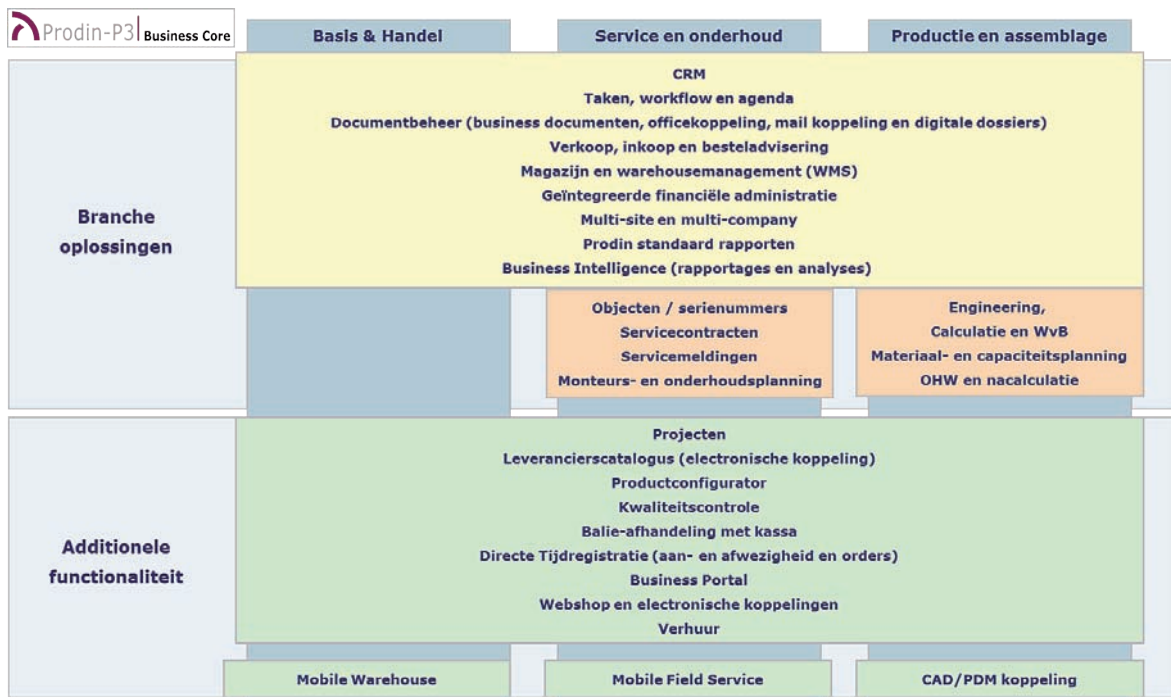 Prodin-P3 Business Core
Basis & Handel
Service en onderhoud
Productie en assemblage
Branche
oplossingen
CRM
Taken, workflow en agenda
Documentbeheer (business documenten, officekoppeling, mail koppeling en digitale dossiers)
Verkoop, inkoop en besteladvisering
Magazijn en warehousemanagement (WMS)
Geïntegreerde financiële administratie
Multi-site en multi-company
Prodin standaard rapporten
Business Intelligence (rapportages en analyses)
Objecten / serienummers
Servicecontracten
Servicemeldingen
Monteurs- en onderhoudsplanning
Engineering,
Calculatie en WvB
Materiaal- en capaciteitsplanning
OHW en nacalculatie
Additionele
functionaliteit
Projecten
Leverancierscatalogus (electronische koppeling)
Productconfigurator
Kwaliteitscontrole
Balie-afhandeling met kassa
Directe Tijdregistratie (aan- en afwezigheid en orders)
Business Portal
Webshop en electronische koppelingen
Verhuur
Mobile Warehouse
Mobile Field Service
CAD/PDM koppeling